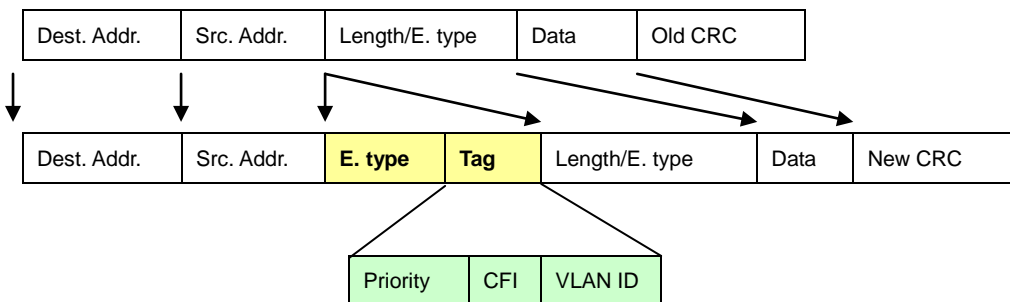 Dest. Addr. Src. Addr. Length/E. type Data Old CRC
Dest. Addr. Src. Addr. E. type Tag Length/E. type Data New CRC
Priority CFI VLAN ID